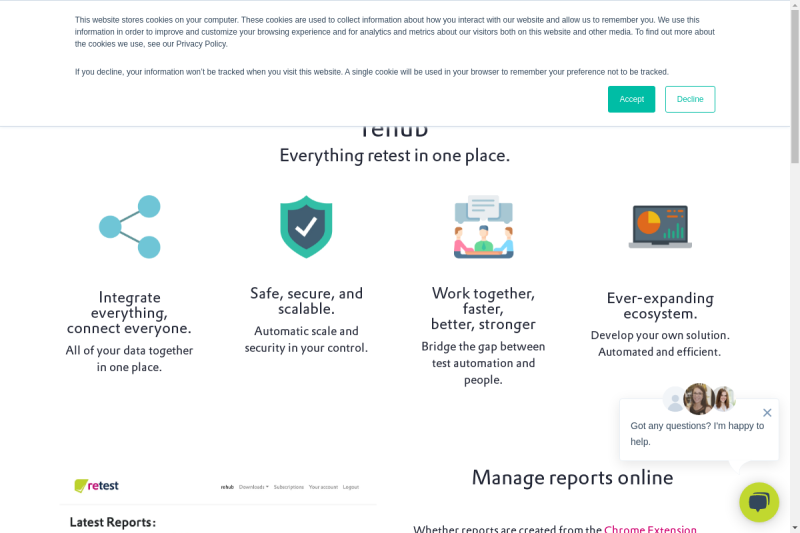 This website stores cookies on your computer. These cookies are used to collect information about how you interact with our website and allow us to remember you. We use this
information in order to improve and customize your browsing experience and for analytics and metrics about our visitors both on this website and other media. To find out more about
the cookies we use, see our Privacy Policy.
If you decline, your information won't be tracked when you visit this website. A single cookie will be used in your browser to remember your preference not to be tracked.
Accept
Decline
rehub
Everything retest in one place.
Integrate
everything,
connect everyone.
All of your data together
in one place.
Safe, secure, and
scalable.
Automatic scale and
security in your control.
Work together,
faster,
better, stronger
Bridge the gap between
test automation and
people.
Ever-expanding
ecosystem.
Develop your own solution.
Automated and efficient.
Got any questions? I'm happy to
help.
retest
rehub Downloads Subscriptions Your account Logout
Latest Reports:
Manage reports online
Whether reports are created from the Chrome Extension